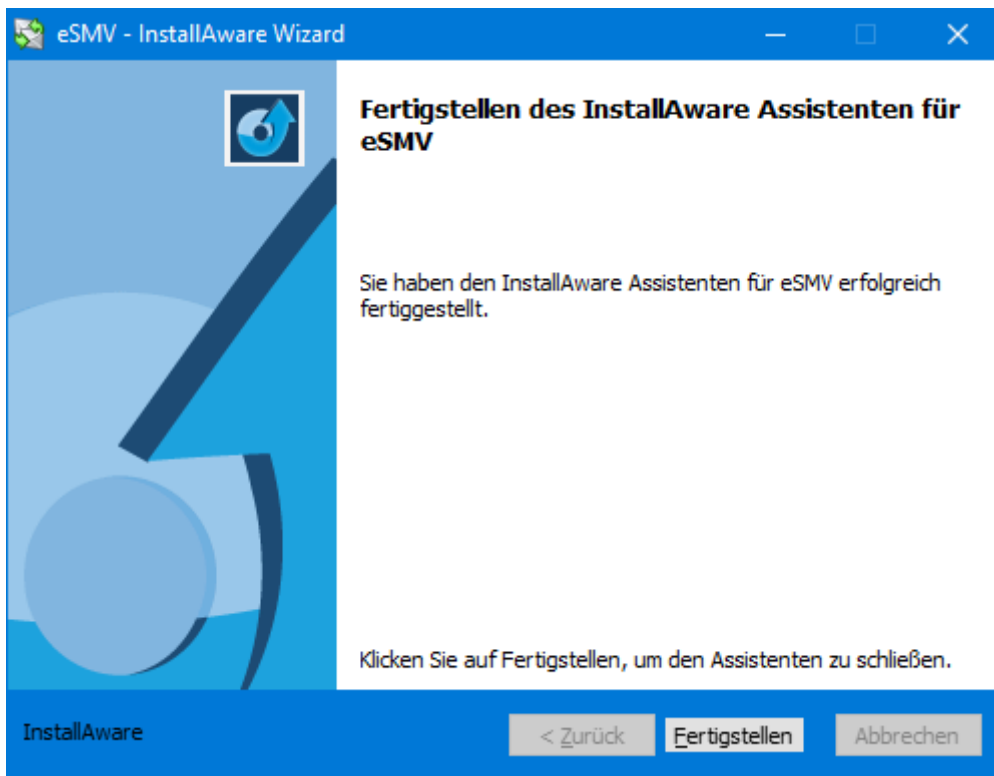 eSMV - InstallAware Wizard
Fertigstellen des InstallAware Assistenten für
eSMV
Sie haben den InstallAware Assistenten für eSMV erfolgreich
fertiggestellt.
Klicken Sie auf Fertigstellen, um den Assistenten zu schließen.
InstallAware
< Zurück
Fertigstellen
Abbrechen